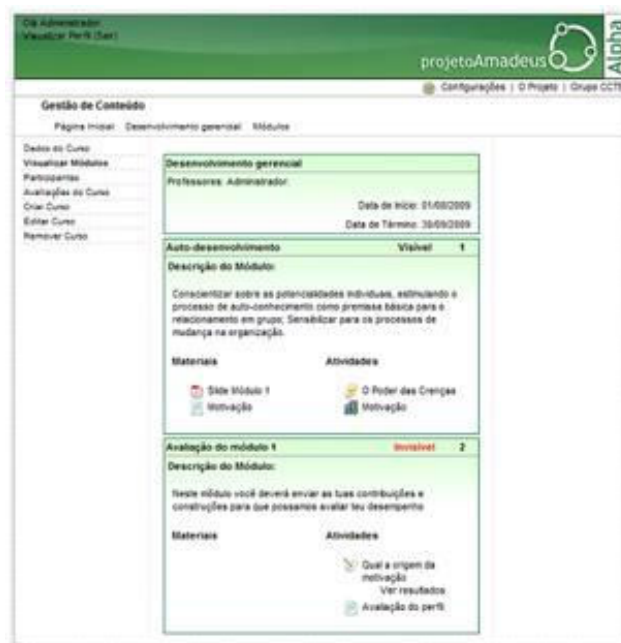 Olá Administrador
Visualizar Perfil (Sair)
projetoAmadeus
Alpha
Configurações | O Projeto | Grupo CCTE
Gestão de Conteúdo
Página Inicial Desenvolvimento gerencial Módulos
Dados do Curso
Visualizar Módulos
Participantes
Avaliações do Curso
Criar Curso
Editar Curso
Remover Curso
Desenvolvimento gerencial
Professores: Administrador.
Data de Início: 01/08/2009
Data de Término: 30/09/2009
Auto-desenvolvimento Visível 1
Descrição do Módulo:
Conscientizar sobre as potencialidades individuais, estimulando o
processo de auto-conhecimento como premissa básica para o
relacionamento em grupo; Sensibilizar para os processos de
mudança na organização.
Materiais Atividades
Slide Módulo 1 O Poder das Crenças
Motivação Motivação
Avaliação do módulo 1 Invisível 2
Descrição do Módulo:
Neste módulo você deverá enviar as tuas contribuições e
construções para que possamos avaliar teu desempenho
Materiais Atividades
Qual a origem da
motivação
Ver resultados
Avaliação do perfil